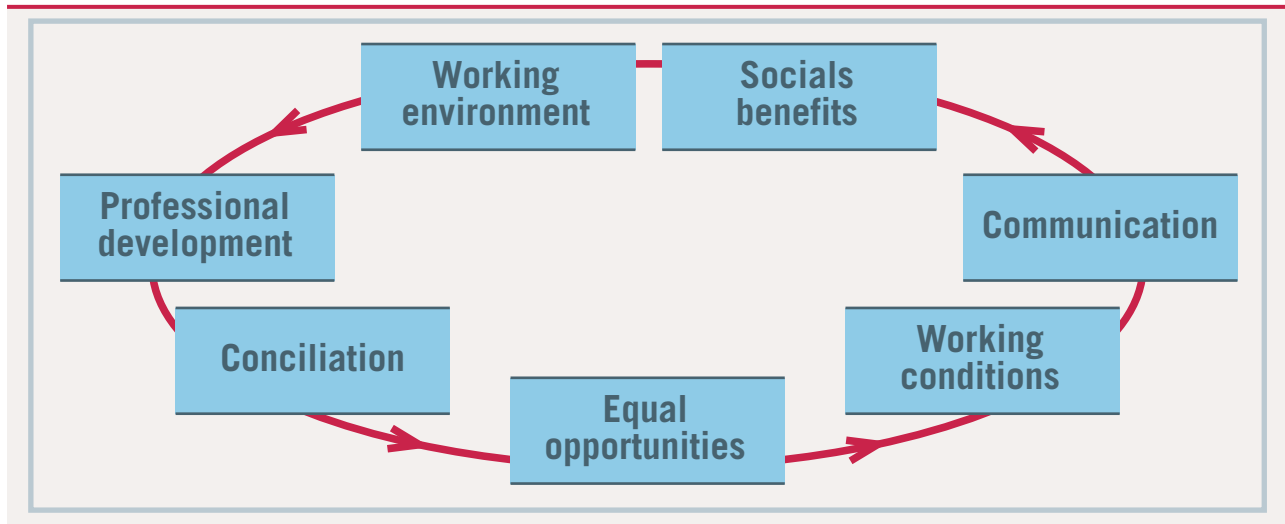 Working
environment
Socials
benefits
Professional
development
Communication
Conciliation
Working
conditions
Equal
opportunities